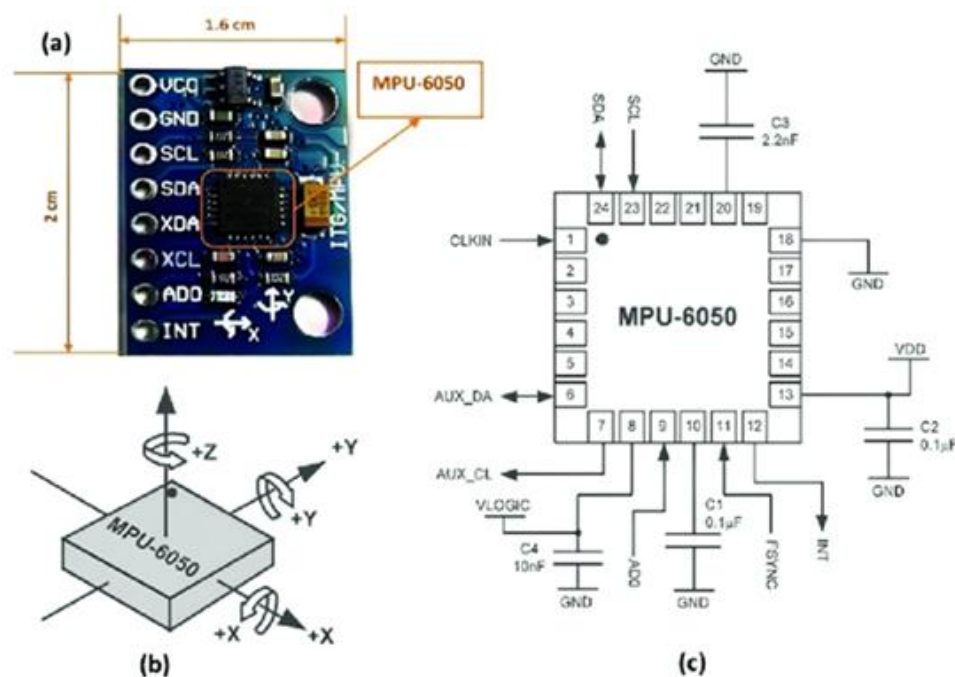 (a)
1.6 cm
2 cm
MPU-6050
VCC
GND
SCL
SDA
XDA
XCL
ADO
INT
ITG/MPU-
X
Y
+Z
+Y
+Y
+X
+X
MPU-6050
(b)
GND
C3
2.2nF
SDA
SCL
24 23 22 21 20 19
CLKIN
1
2
3
4
5
6
18
17
16
15
14
13
MPU-6050
GND
VDD
C2
0.1µF
GND
AUX_DA
7 8 9 10 11 12
AUX_CL
VLOGIC
C4
10nF
GND
AD0
C1
0.1µF
GND
FSYNC
INT
(c)